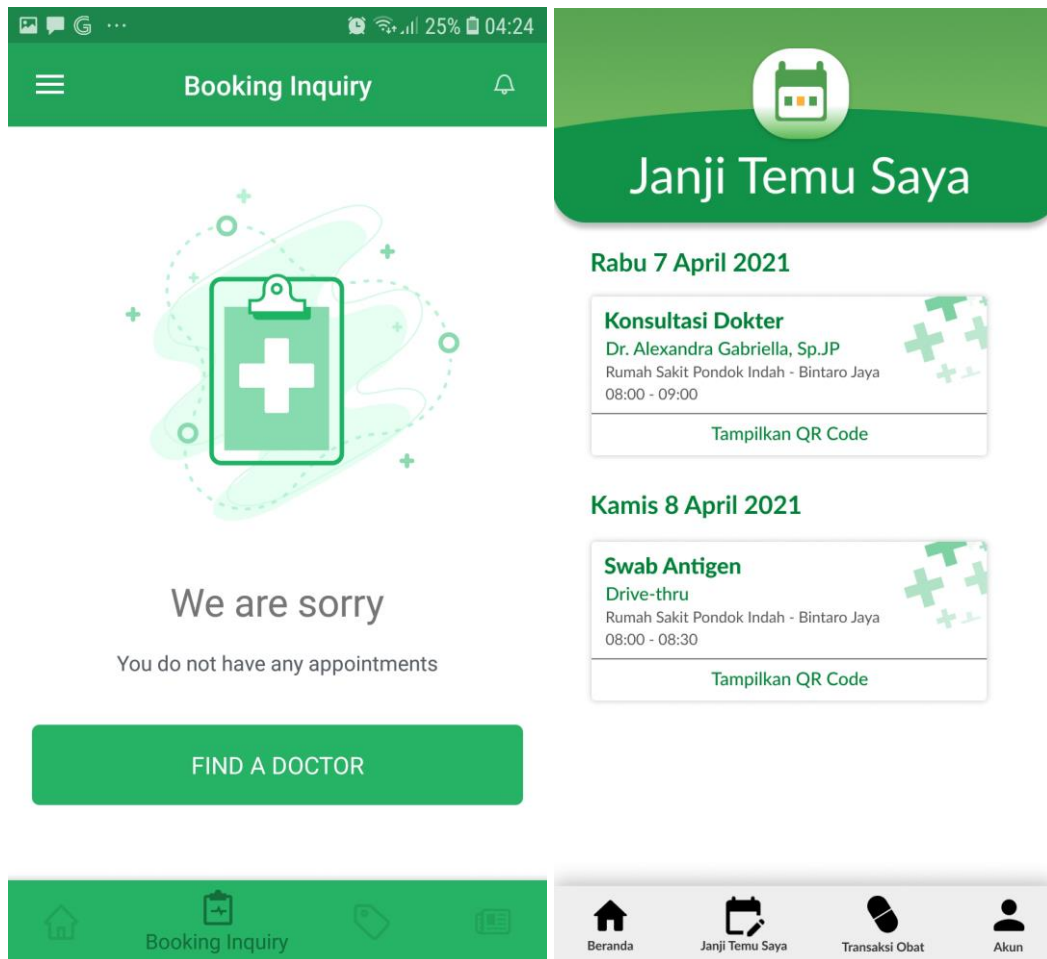 25% 04:24
Booking Inquiry
We are sorry
You do not have any appointments
FIND A DOCTOR
Booking Inquiry
Janji Temu Saya
Rabu 7 April 2021
Konsultasi Dokter
Dr. Alexandra Gabriella, Sp.JP
Rumah Sakit Pondok Indah - Bintaro Jaya
08:00 - 09:00
Tampilkan QR Code
Kamis 8 April 2021
Swab Antigen
Drive-thru
Rumah Sakit Pondok Indah - Bintaro Jaya
08:00 - 08:30
Tampilkan QR Code
Beranda
Janji Temu Saya
Transaksi Obat
Akun